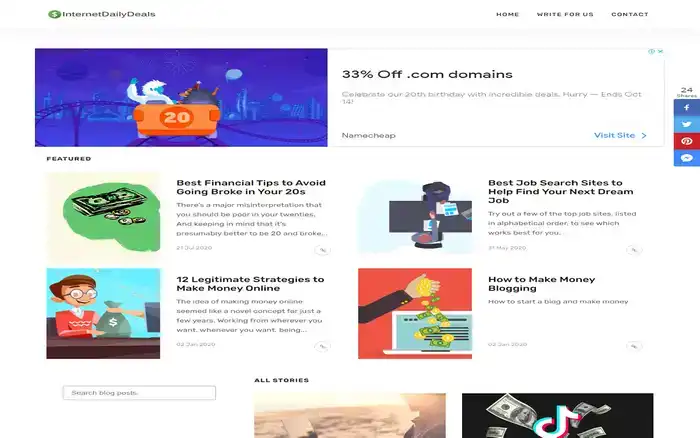 InternetDailyDeals
HOME
WRITE FOR US
CONTACT
33% Off .com domains
Celebrate our 20th birthday with incredible deals. Hurry — Ends Oct
14!
Namecheap
Visit Site
20
24
Shares
FEATURED
Best Financial Tips to Avoid
Going Broke in Your 20s
There's a major misinterpretation that
you should be poor in your twenties.
And keeping in mind that it's
presumably better to be 20 and broke...
21 Jul 2020
Best Job Search Sites to
Help Find Your Next Dream
Job
Try out a few of the top job sites, listed
in alphabetical order, to see which
works best for you.
31 May 2020
12 Legitimate Strategies to
Make Money Online
The idea of making money online
seemed like a novel concept for just a
few years. Working from wherever you
want, whenever you want, being...
02 Jan 2020
How to Make Money
Blogging
How to start a blog and make money
02 Jan 2020
Search blog posts.
ALL STORIES